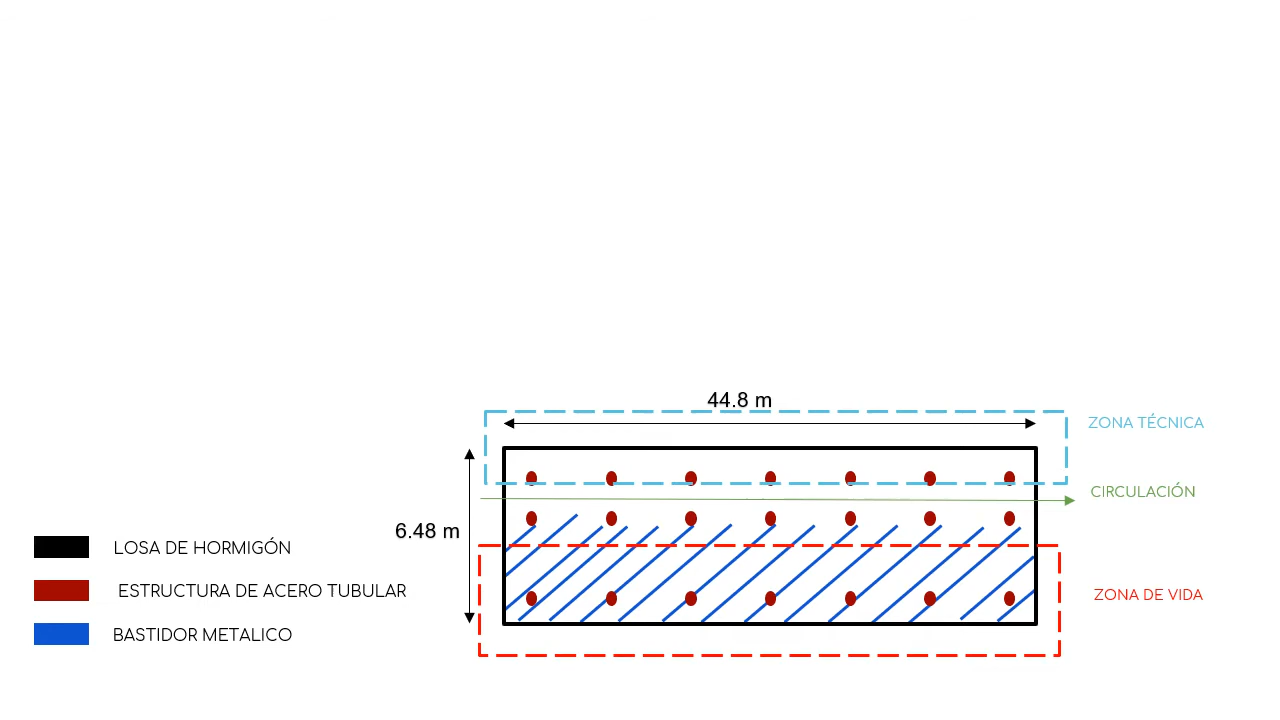 44.8 m
ZONA TÉCNICA
CIRCULACIÓN
6.48 m
LOSA DE HORMIGÓN
ESTRUCTURA DE ACERO TUBULAR
ZONA DE VIDA
BASTIDOR METALICO